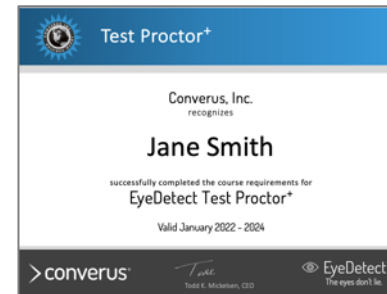 Test Proctor+
Converus, Inc.
recognizes
Jane Smith
successfully completed the course requirements for
EyeDetect Test Proctor+
Valid January 2022 - 2024
converus
Todd K. Mickelsen, CEO
EyeDetect
The eyes don't lie.